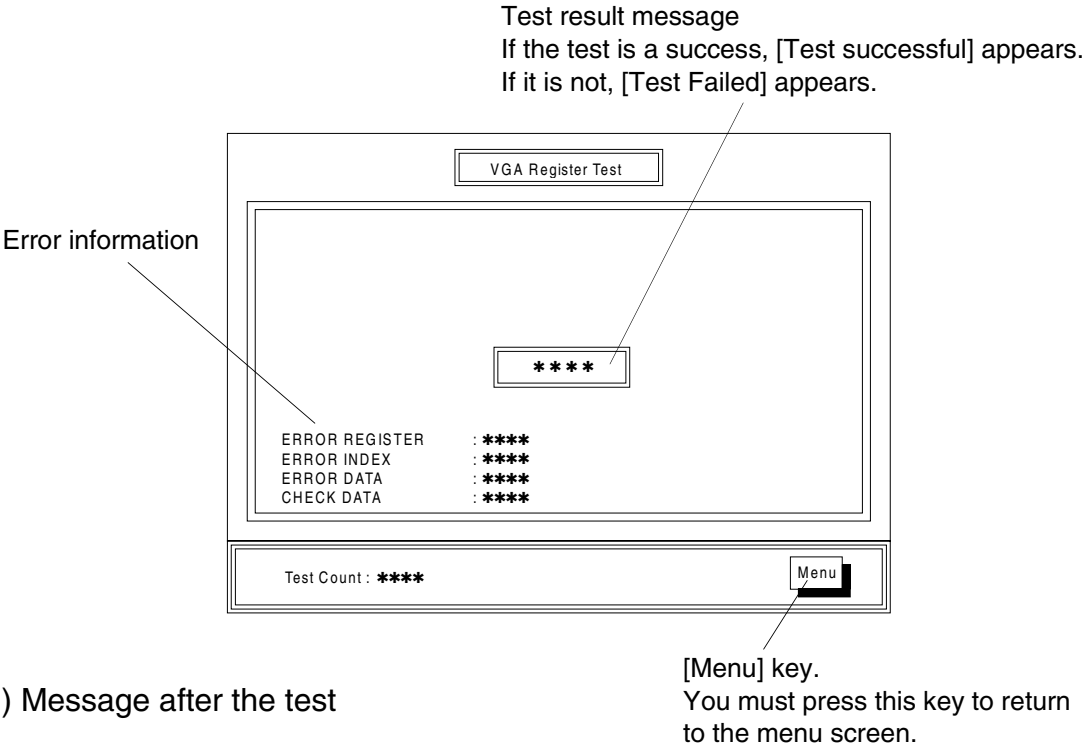 Test result message
If the test is a success, [Test successful] appears.
If it is not, [Test Failed] appears.
VGA Register Test
Error information
****
ERROR REGISTER : ****
ERROR INDEX : ****
ERROR DATA : ****
CHECK DATA : ****
Test Count : ****
Menu
[Menu] key.
You must press this key to return
to the menu screen.
) Message after the test